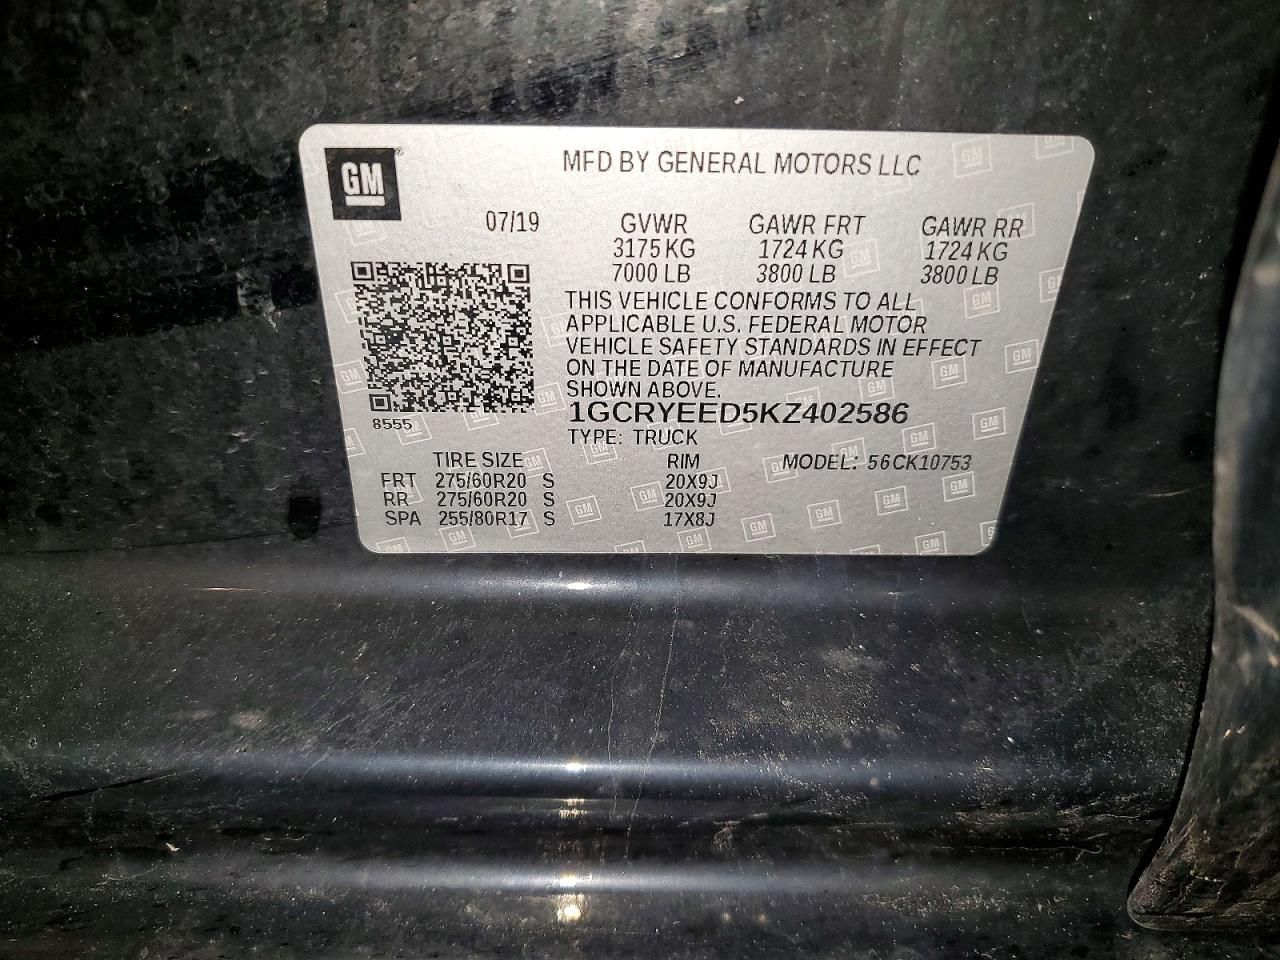 GM
MFD BY GENERAL MOTORS LLC
07/19 GVWR GAWR FRT GAWR RR
3175 KG 1724 KG 1724 KG
7000 LB 3800 LB 3800 LB
THIS VEHICLE CONFORMS TO ALL
APPLICABLE U.S. FEDERAL MOTOR
VEHICLE SAFETY STANDARDS IN EFFECT
ON THE DATE OF MANUFACTURE
SHOWN ABOVE.
1GCRYEED5KZ402586
8555
TYPE: TRUCK
TIRE SIZE RIM MODEL: 56CK10753
FRT 275/60R20 S 20X9J
RR 275/60R20 S 20X9J
SPA 255/80R17 S 17X8J